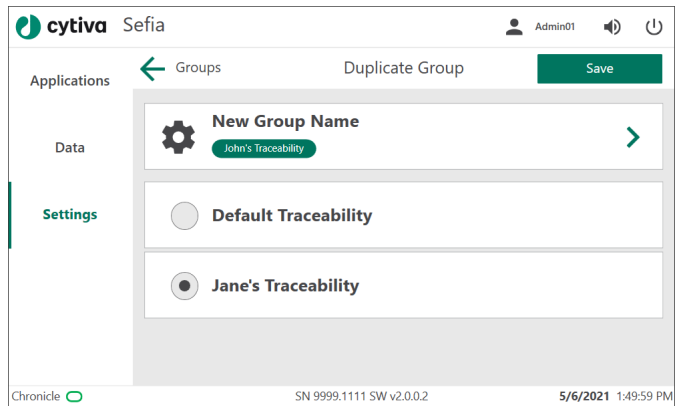 cytiva Sefia
Admin01
Applications
Data
Settings
Groups
Duplicate Group
Save
New Group Name
John's Traceability
Default Traceability
Jane's Traceability
Chronicle
SN 9999.1111 SW v2.0.0.2
5/6/2021 1:49:59 PM